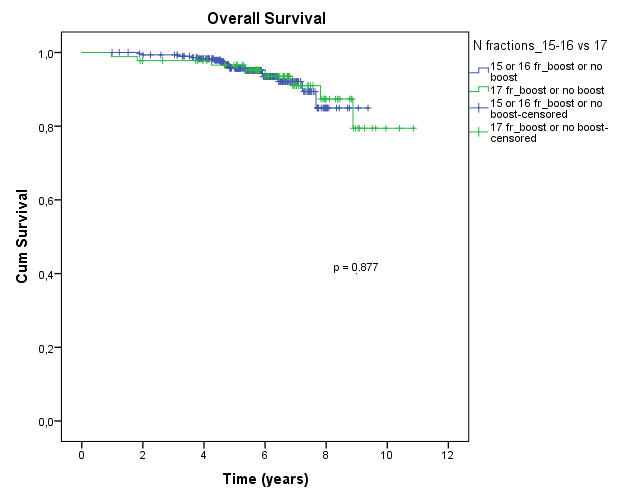 Overall Survival
N fractions_15-16 vs 17
15 or 16 fr_boost or no
boost
17 fr_boost or no boost
15 or 16 fr_boost or no
boost-censored
17 fr_boost or no boost-
censored
1,0
0,8
0,6
0,4
0,2
0,0
Cum Survival
p = 0.877
0 2 4 6 8 10 12
Time (years)